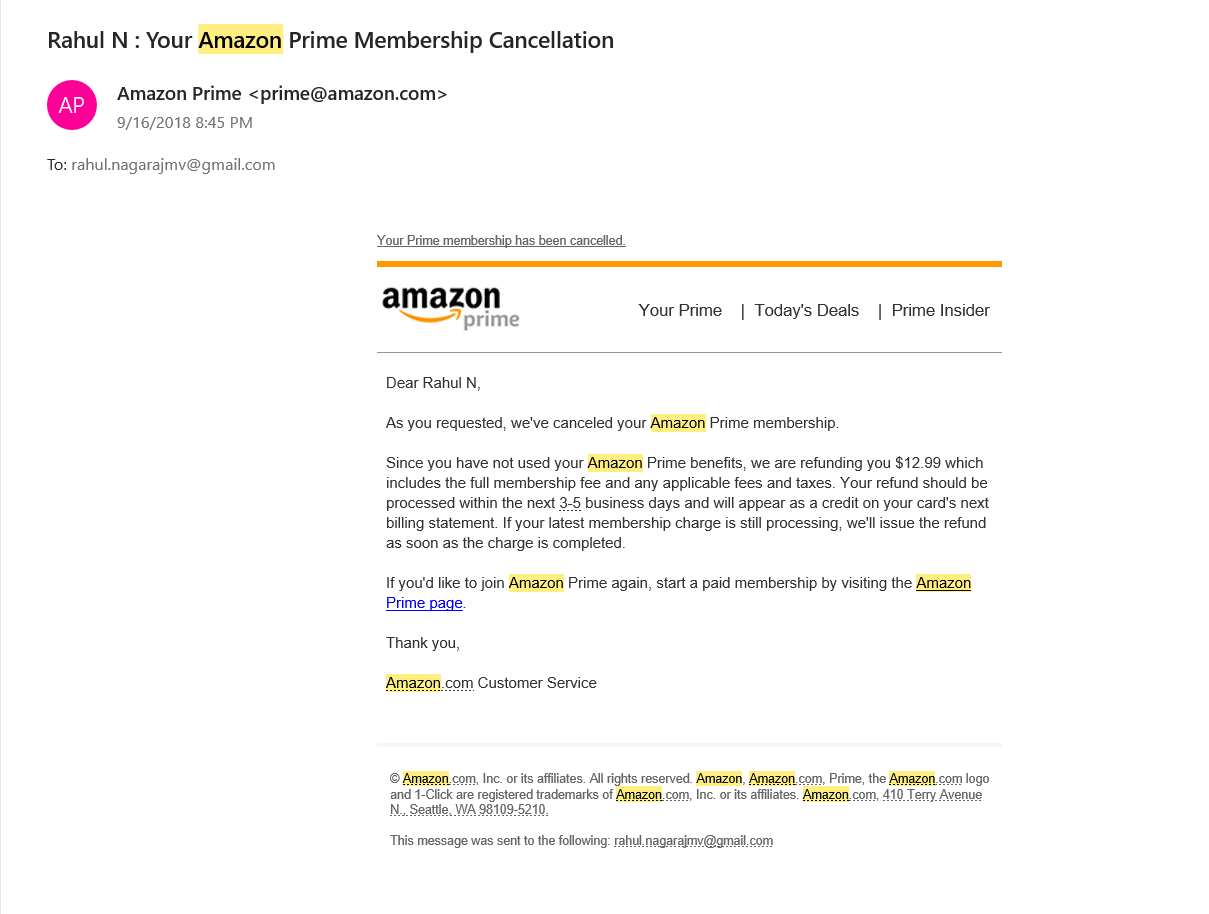 Rahul N : Your Amazon Prime Membership Cancellation
AP
Amazon Prime <prime@amazon.com>
9/16/2018 8:45 PM
To: rahul.nagarajmv@gmail.com
Your Prime membership has been cancelled.
amazon prime
Your Prime | Today's Deals | Prime Insider
Dear Rahul N,
As you requested, we've canceled your Amazon Prime membership.
Since you have not used your Amazon Prime benefits, we are refunding you $12.99 which
includes the full membership fee and any applicable fees and taxes. Your refund should be
processed within the next 3-5 business days and will appear as a credit on your card's next
billing statement. If your latest membership charge is still processing, we'll issue the refund
as soon as the charge is completed.
If you'd like to join Amazon Prime again, start a paid membership by visiting the Amazon
Prime page.
Thank you,
Amazon.com Customer Service
© Amazon.com, Inc. or its affiliates. All rights reserved. Amazon, Amazon.com, Prime, the Amazon.com logo
and 1-Click are registered trademarks of Amazon.com, Inc. or its affiliates. Amazon.com, 410 Terry Avenue
N., Seattle, WA 98109-5210.
This message was sent to the following: rahul.nagarajmv@gmail.com